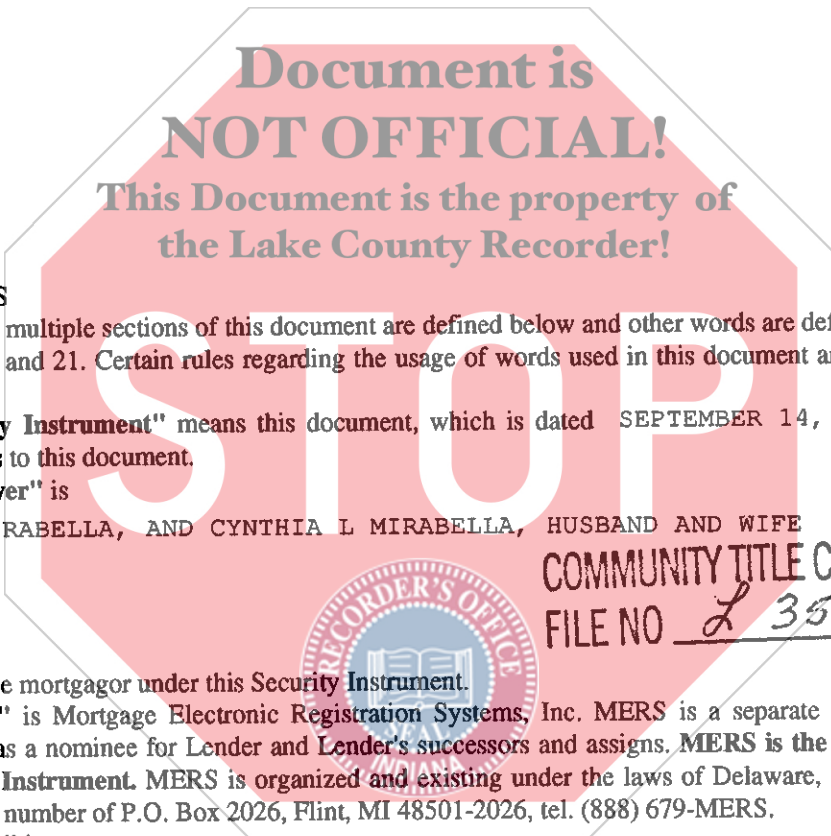 Document is
NOT OFFICIAL!
This Document is the property of
the Lake County Recorder!
S
multiple sections of this document are defined below and other words are def
and 21. Certain rules regarding the usage of words used in this document a
y Instrument" means this document, which is dated SEPTEMBER 14,
s to this document.
ver" is
RABELLA, AND CYNTHIA L MIRABELLA, HUSBAND AND WIFE
COMMUNITY TITLE C
FILE NO L 35
STOP
RECORDER'S OFFICE
SEAL
INDIANA
e mortgagor under this Security Instrument.
" is Mortgage Electronic Registration Systems, Inc. MERS is a separate
as a nominee for Lender and Lender's successors and assigns. MERS is the
Instrument. MERS is organized and existing under the laws of Delaware,
number of P.O. Box 2026, Flint, MI 48501-2026, tel. (888) 679-MERS.